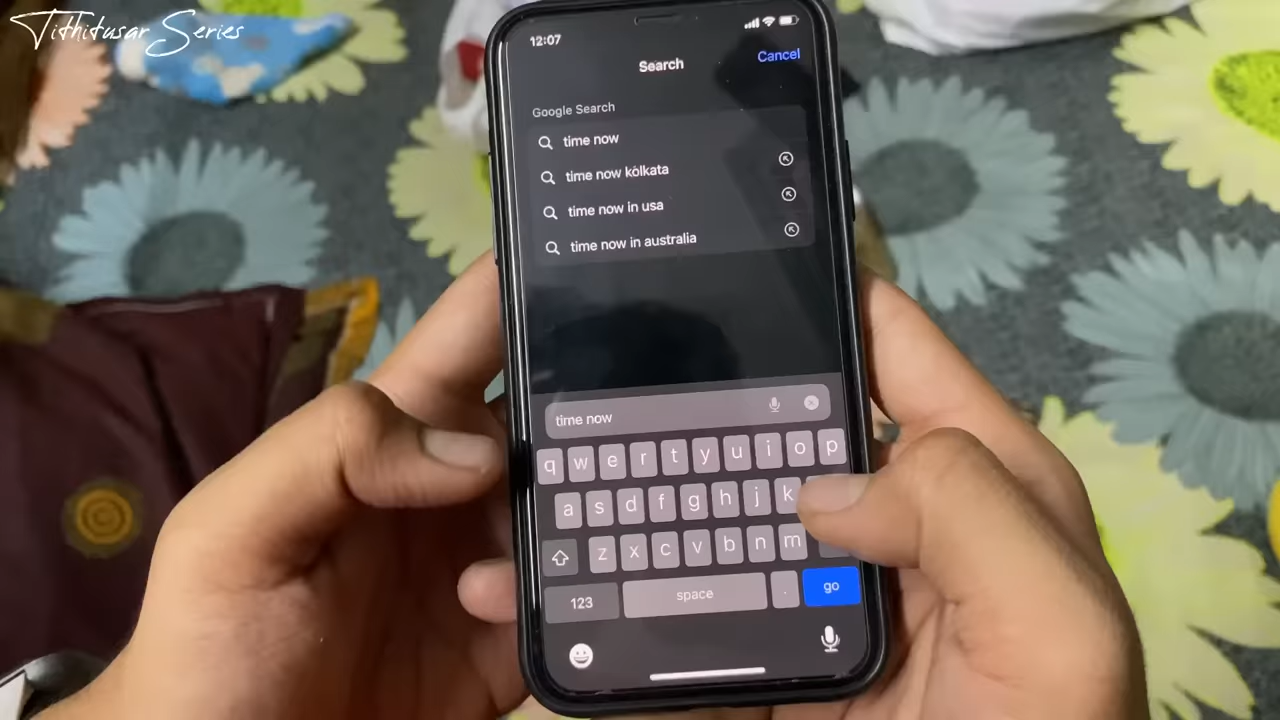 Tithitusar Series
12:07
Search
Cancel
Google Search
time now
time now kolkata
time now in usa
time now in australia
time now
q w e r t y u i o p
a s d f g h j k
z x c v b n m
123
space
.
go